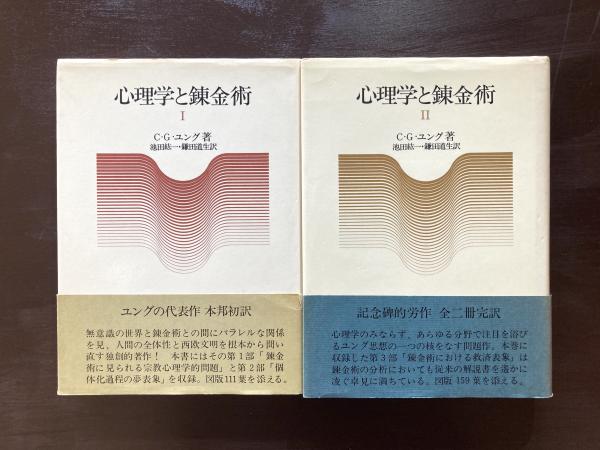 心理学と錬金術
I
C・G・ユング著
池田紘一・鎌田道生訳
ユングの代表作 本邦初訳
無意識の世界と錬金術との間にパラレルな関係
を見、人間の全体性と西欧文明を根本から問い
直す独創的著作! 本書にはその第1部「錬金
術に見られる宗教心理学的問題」と第2部「個
体化過程の夢表象」を収録。図版111葉を添える。
心理学と錬金術
II
C・G・ユング著
池田紘一・鎌田道生訳
記念碑的労作 全二冊完訳
心理学のみならず、あらゆる分野で注目を浴び
るユング思想の一つの核をなす問題作。本巻に
収録した第3部「錬金術における救済表象」は
錬金術の分析においても従来の解説書を遙かに
凌ぐ卓見に満ちている。図版159葉を添える。